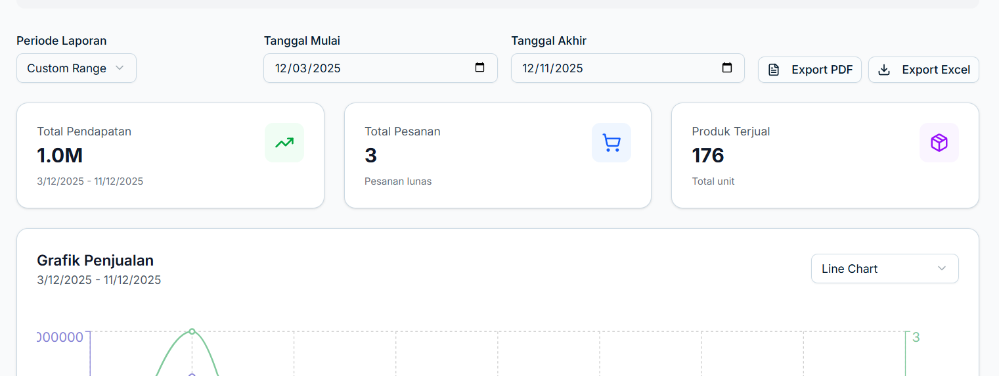 Periode Laporan
Custom Range
Tanggal Mulai
12/03/2025
Tanggal Akhir
12/11/2025
Export PDF
Export Excel
Total Pendapatan
1.0M
3/12/2025 - 11/12/2025
Total Pesanan
3
Pesanan lunas
Produk Terjual
176
Total unit
Grafik Penjualan
3/12/2025 - 11/12/2025
Line Chart
000000
3